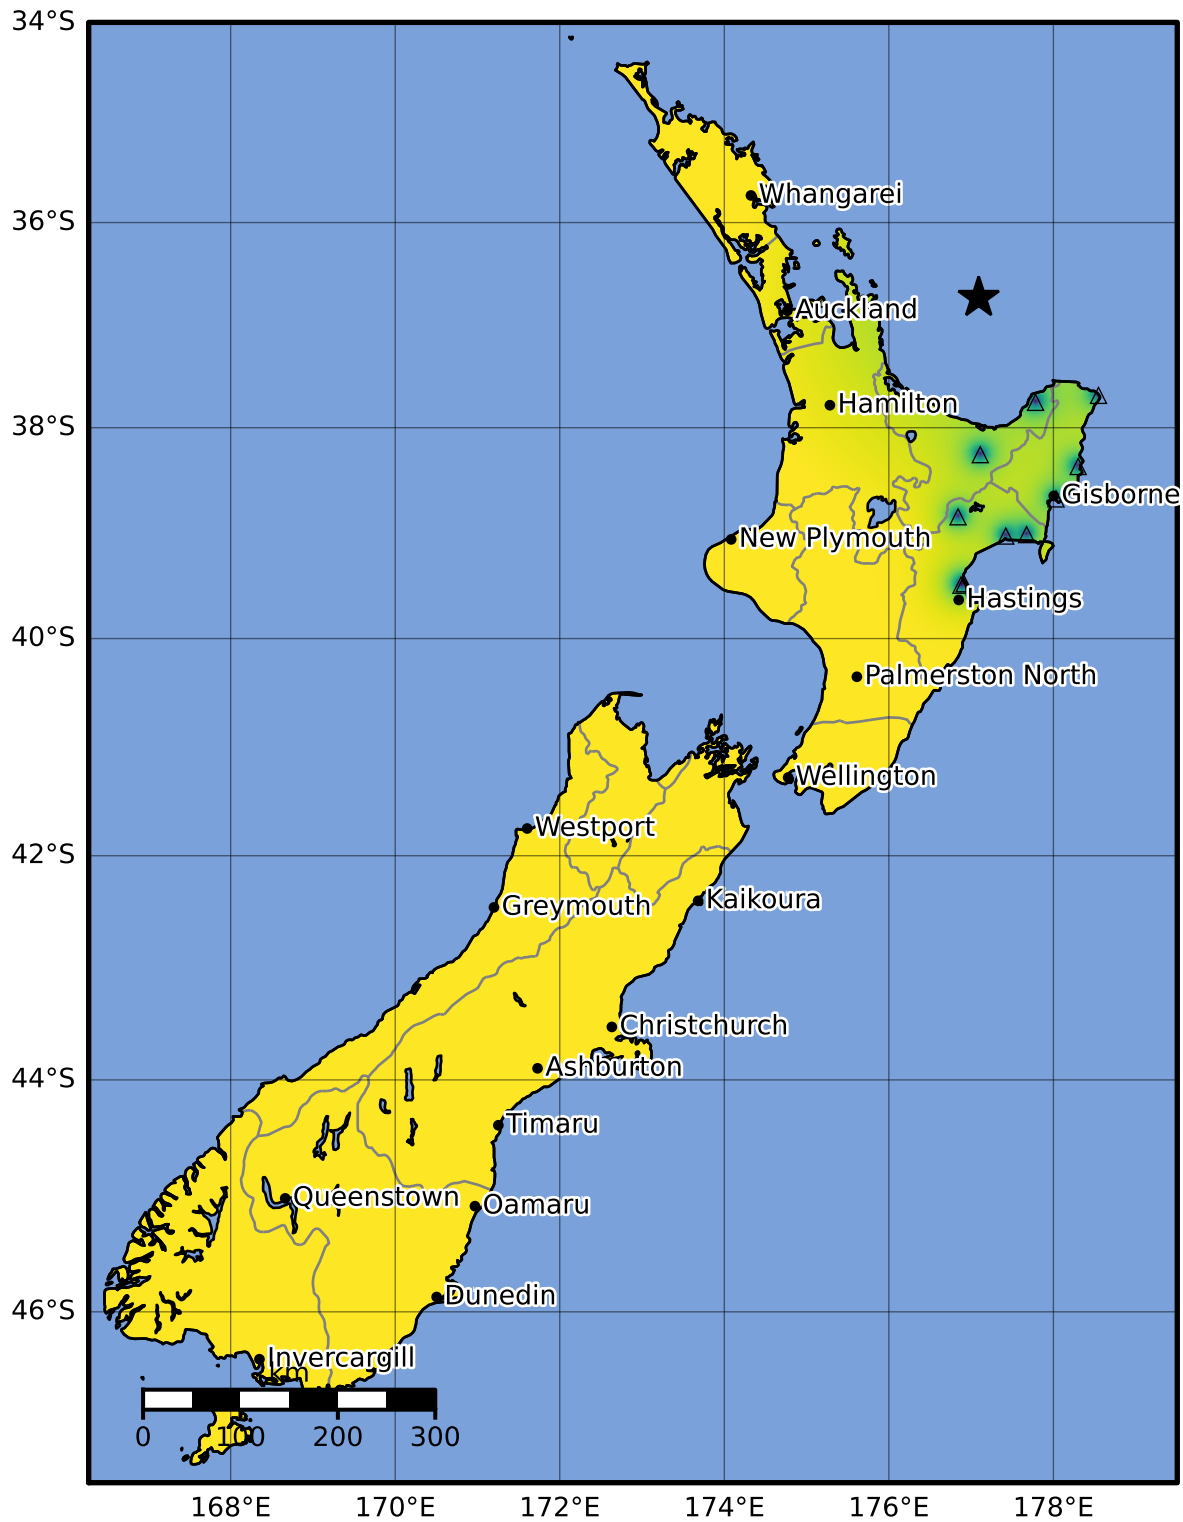 34°S
Whangarei
36°S
Auckland
Hamilton
38°S
Gisborne
New Plymouth
Hastings
40°S
Palmerston North
Wellington
Westport
42°S
Kaikoura
Greymouth
Christchurch
Ashburton
44°S
Timaru
Queenstown
Oamaru
Dunedin
46°S
Invercargill
km
0 100 200 300
168°E 170°E 172°E 174°E 176°E 178°E